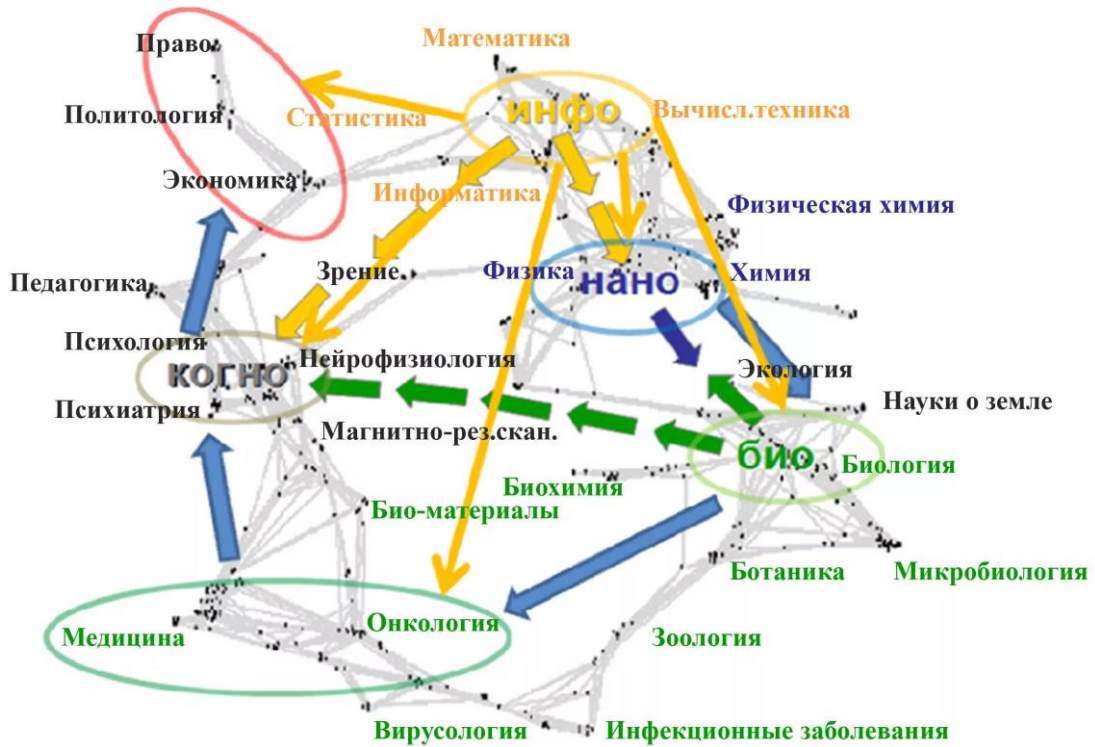 Право
Математика
Политология
Статистика
инфо
Вычисл.техника
Экономика
Информатика
Физическая химия
Педагогика
Зрение
Физика
нано
Химия
Психология
когно
Нейрофизиология
Экология
Психиатрия
Науки о земле
Магнитно-рез.скан.
био
Биология
Биохимия
Био-материалы
Ботаника
Микробиология
Медицина
Онкология
Зоология
Вирусология
Инфекционные заболевания